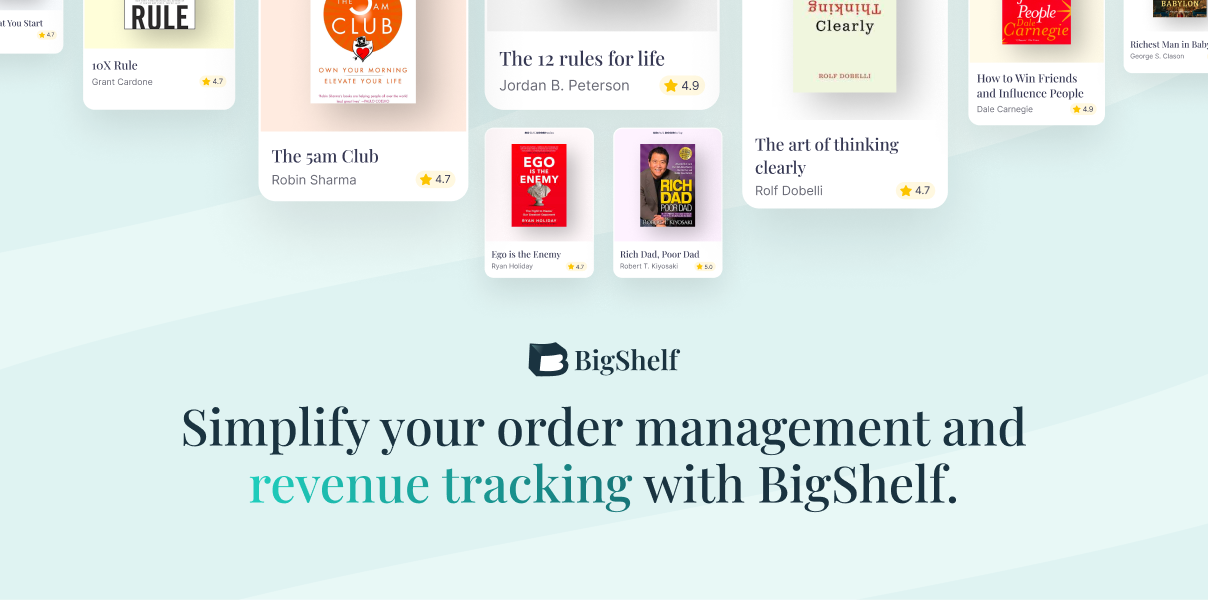 at You Start
4.7
RULE
10X Rule
Grant Cardone
4.7
THE 5 AM
CLUB
OWN YOUR MORNING
ELEVATE YOUR LIFE
The 5am Club
Robin Sharma
4.7
The 12 rules for life
Jordan B. Peterson
4.9
EGO
IS THE
ENEMY
RYAN HOLIDAY
Ego is the Enemy
Ryan Holiday
4.7
RICH
DAD
POOR DAD
Rich Dad, Poor Dad
Robert T. Kiyosaki
5.0
Thinking
Clearly
ROLF DOBELLI
The art of thinking
clearly
Rolf Dobelli
4.7
People
Dale
Carnegie
How to Win Friends
and Influence People
Dale Carnegie
4.9
BABYLON
Richest Man in Baby
George S. Clason
BigShelf
Simplify your order management and
revenue tracking with BigShelf.